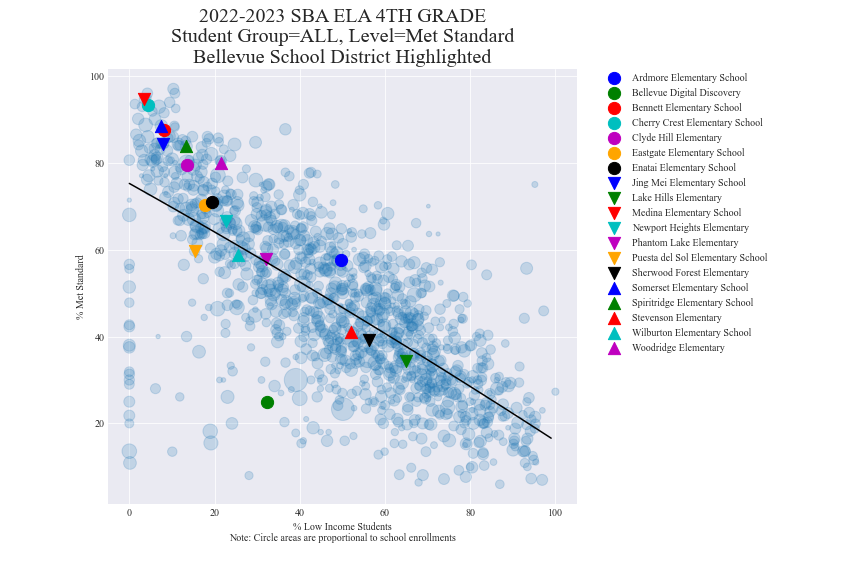 2022-2023 SBA ELA 4TH GRADE
Student Group=ALL, Level=Met Standard
Bellevue School District Highlighted
% Met Standard
100
80
60
40
20
0
20
40
60
80
100
% Low Income Students
Note: Circle areas are proportional to school enrollments
Ardmore Elementary School
Bellevue Digital Discovery
Bennett Elementary School
Cherry Crest Elementary School
Clyde Hill Elementary
Eastgate Elementary School
Enatai Elementary School
Jing Mei Elementary School
Lake Hills Elementary
Medina Elementary School
Newport Heights Elementary
Phantom Lake Elementary
Puesta del Sol Elementary School
Sherwood Forest Elementary
Somerset Elementary School
Spiritridge Elementary School
Stevenson Elementary
Wilburton Elementary School
Woodridge Elementary